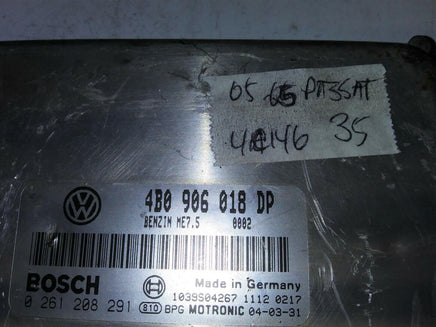 05 65 PASSAT
35
4B0 906 018 DP
BENZIN ME7.5 0002
BOSCH
Made in Germany
0 261 208 291
1039S04267 1112 0217
810 BPG MOTRONIC 04-03-31